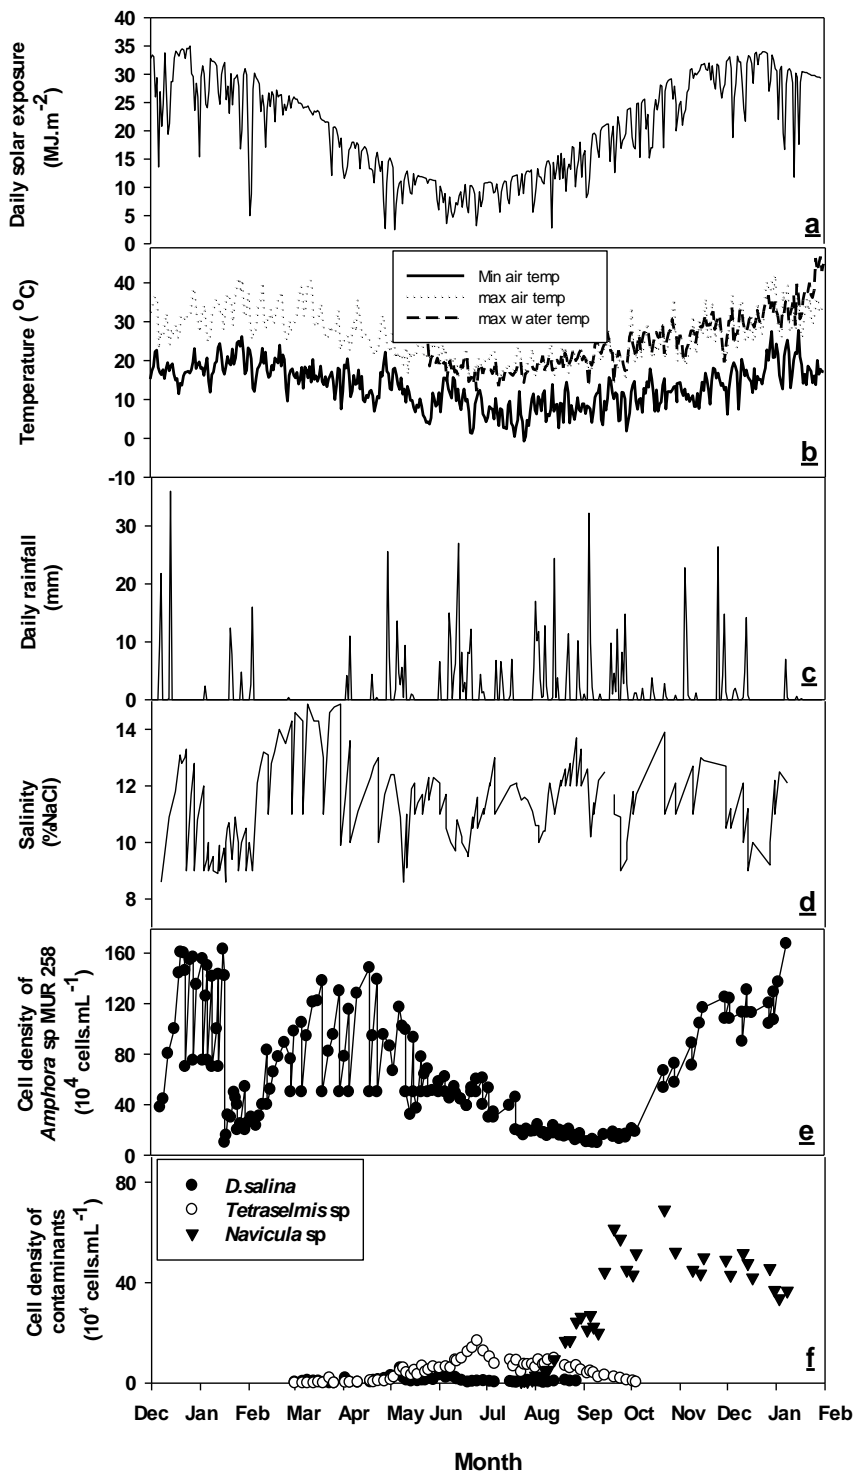 Daily solar exposure
(MJ.m-2)
40
35
30
25
20
15
10
5
0
a
Temperature ( oC)
40
30
20
10
0
-10
Min air temp
max air temp
max water temp
b
Daily rainfall
(mm)
30
20
10
0
c
Salinity
(%NaCl)
14
12
10
8
d
Cell density of
Amphora sp MUR 258
(10 4 cells.mL -1)
160
120
80
40
0
e
Cell density of
contaminants
(10 4 cells.mL -1)
80
40
0
D.salina
Tetraselmis sp
Navicula sp
f
Dec Jan Feb Mar Apr May Jun Jul Aug Sep Oct Nov Dec Jan Feb
Month